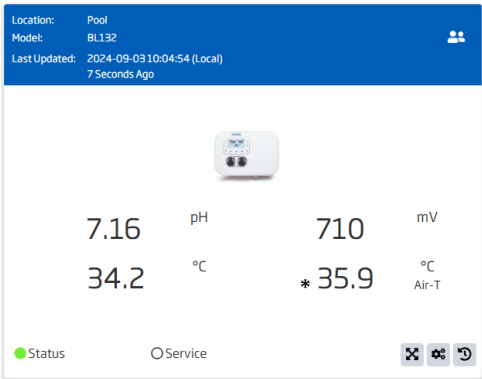 Location: Pool
Model: BL132
Last Updated: 2024-09-03 10:04:54 (Local)
7 Seconds Ago
7.16 pH 710 mV
34.2 °C * 35.9 °C
Air-T
Status Service